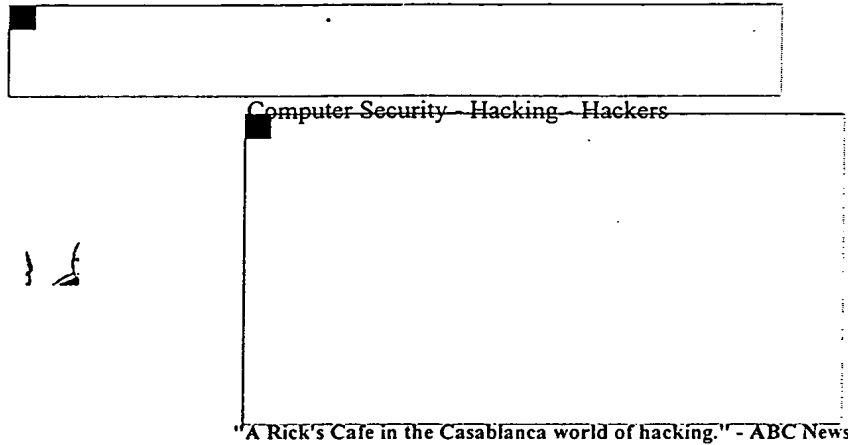 Computer Security - Hacking - Hackers
"A Rick's Cafe in the Casablanca world of hacking." - ABC News